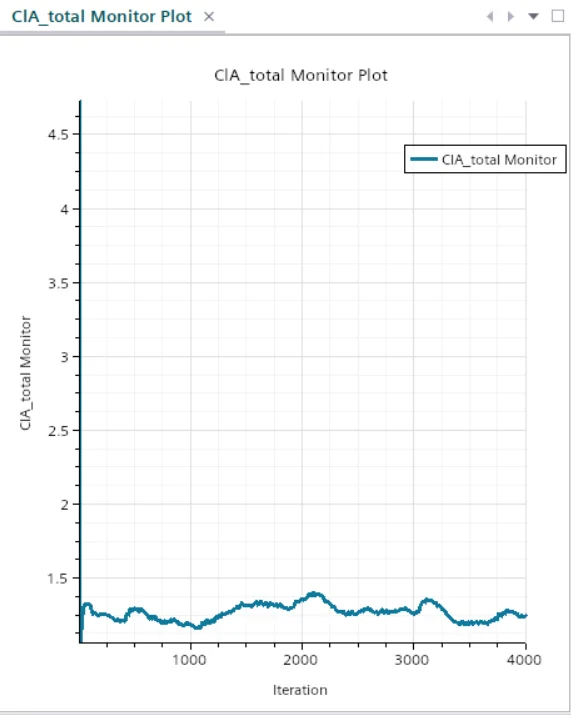 ClA_total Monitor Plot ×
ClA_total Monitor Plot
ClA_total Monitor
4.5
4
3.5
3
2.5
2
1.5
ClA_total Monitor
1000 2000 3000 4000
Iteration